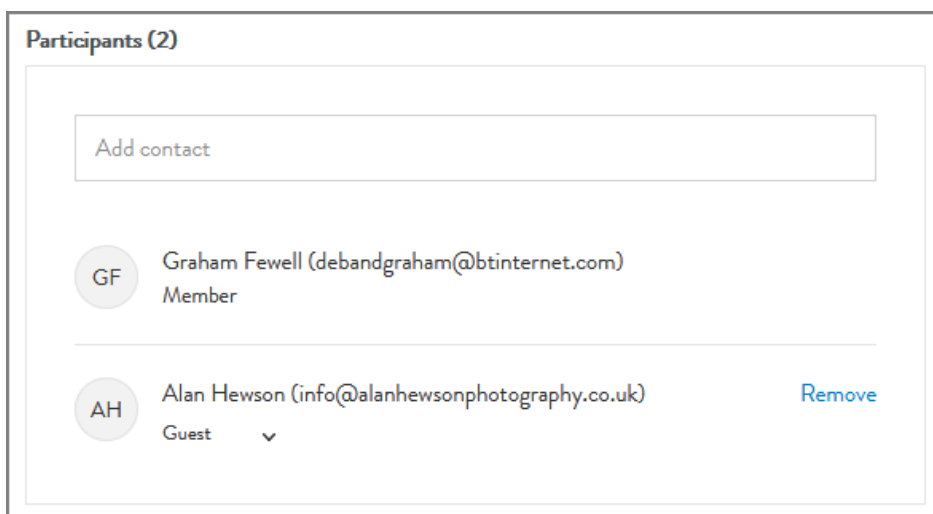 Participants (2)
Add contact
GF
Graham Fewell (debandgraham@btinternet.com)
Member
AH
Alan Hewson (info@alanhewsonphotography.co.uk)
Remove
Guest